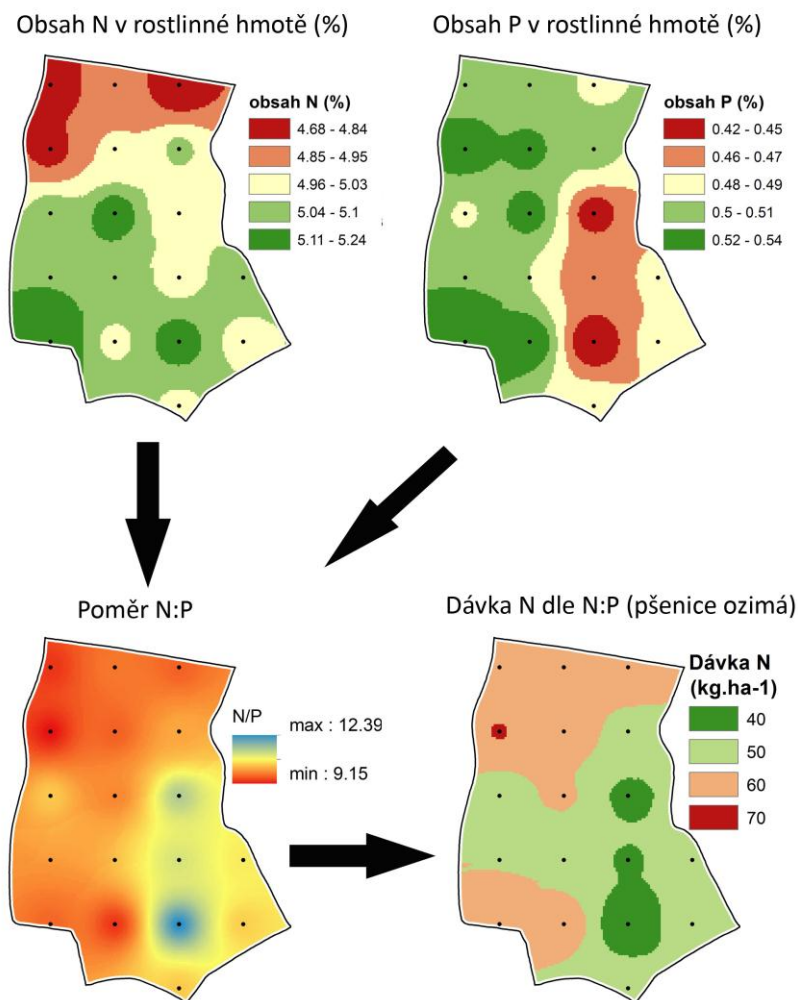 Obsah N v rostlinné hmotě (%)
Obsah P v rostlinné hmotě (%)
obsah N (%)
4.68 - 4.84
4.85 - 4.95
4.96 - 5.03
5.04 - 5.1
5.11 - 5.24
obsah P (%)
0.42 - 0.45
0.46 - 0.47
0.48 - 0.49
0.5 - 0.51
0.52 - 0.54
Poměr N:P
N/P
max : 12.39
min : 9.15
Dávka N dle N:P (pšenice ozimá)
Dávka N
(kg.ha-1)
40
50
60
70